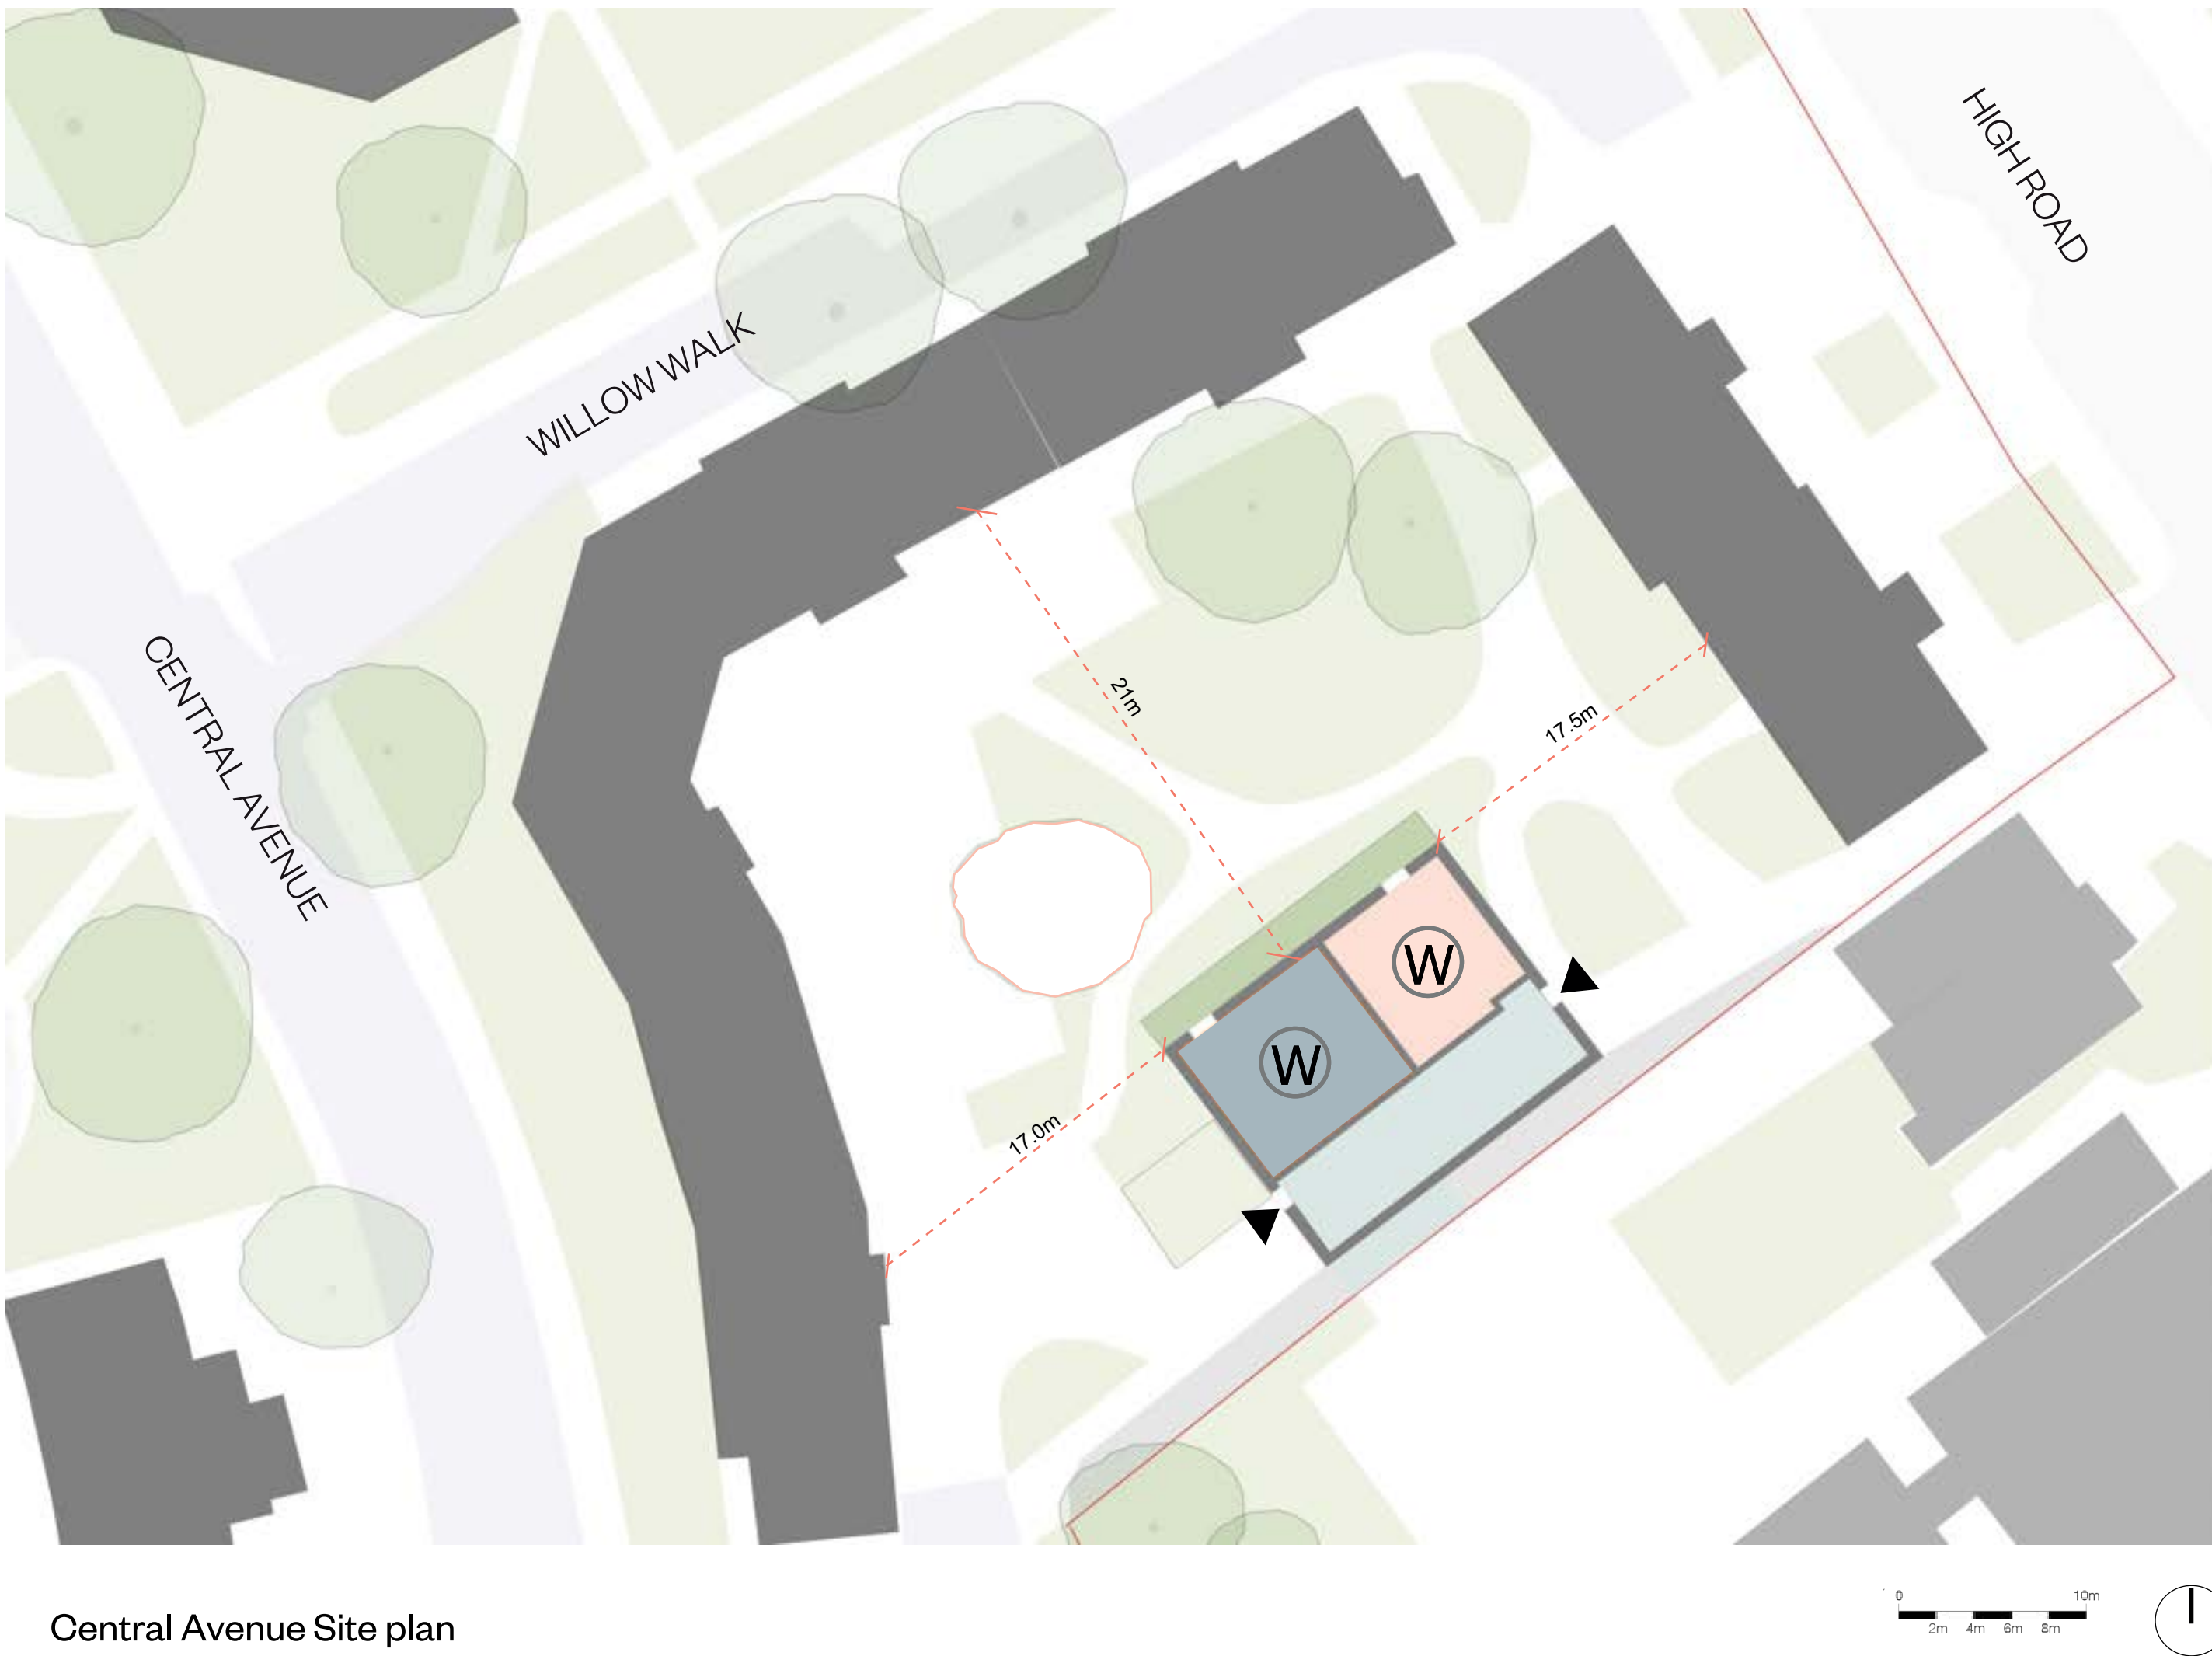 HIGH ROAD
WILLOW WALK
CENTRAL AVENUE
21m
17.5m
W
W
17.0m
Central Avenue Site plan
0 10m
2m 4m 6m 8m